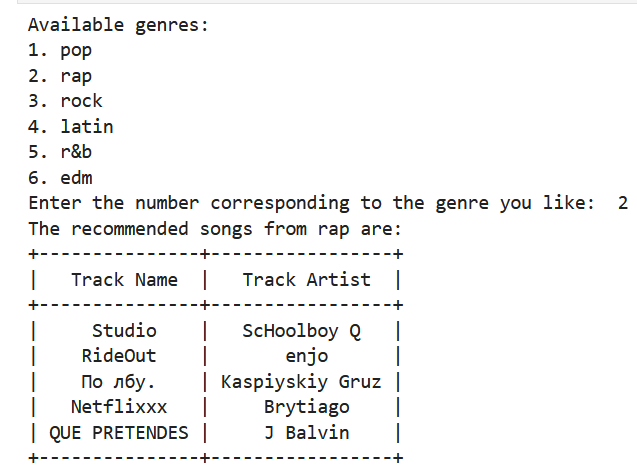 Available genres:
1. pop
2. rap
3. rock
4. latin
5. r&b
6. edm
Enter the number corresponding to the genre you like:  2
The recommended songs from rap are:
+---------------+-----------------+
|   Track Name  |   Track Artist  |
+---------------+-----------------+
|     Studio    |   ScHoolboy Q   |
|    RideOut    |       enjo      |
|    По лбу.    | Kaspiyskiy Gruz |
|   Netflixxx   |     Brytiago    |
| QUE PRETENDES |     J Balvin    |
+---------------+-----------------+